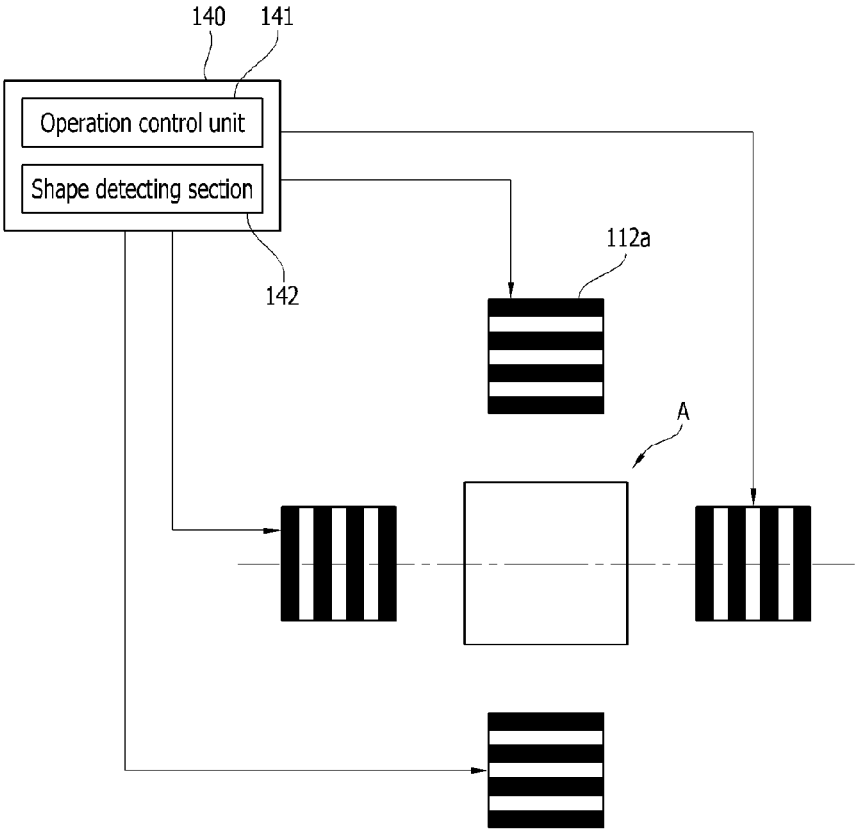 140 141
Operation control unit
Shape detecting section
142
112a
A